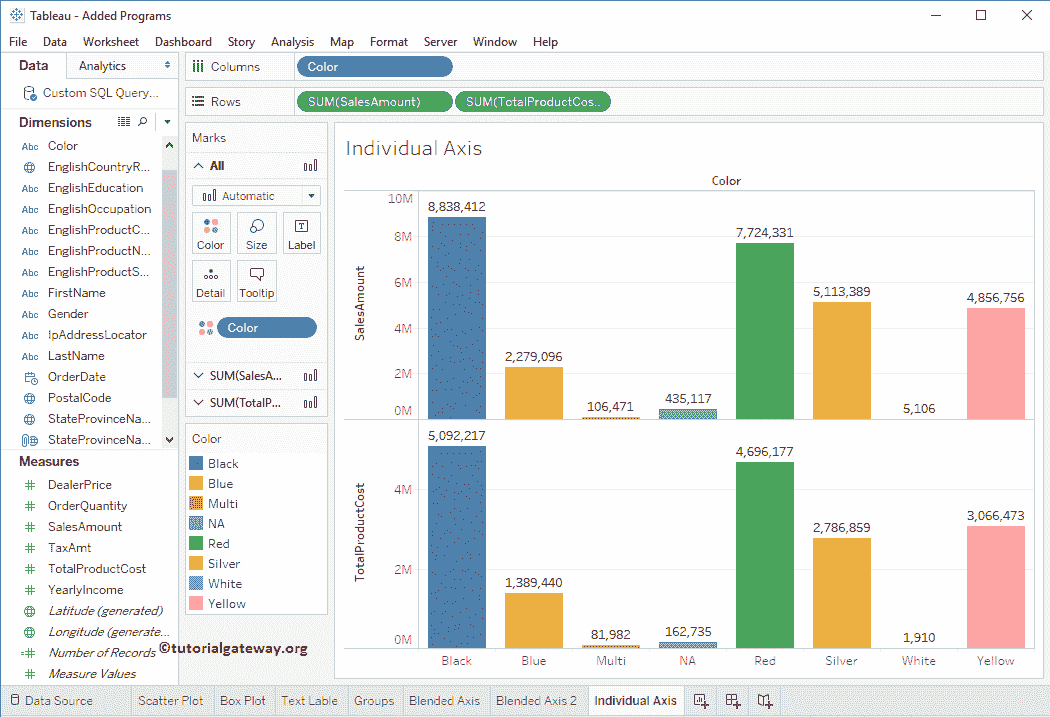 Tableau - Added Programs
File Data Worksheet Dashboard Story Analysis Map Format Server Window Help
Data Analytics
Custom SQL Query...
Dimensions
Abc Color
EnglishCountryR...
Abc EnglishEducation
Abc EnglishOccupation
Abc EnglishProductC...
Abc EnglishProductN...
Abc EnglishProductS...
Abc FirstName
Abc Gender
Abc IpAddressLocator
Abc LastName
OrderDate
PostalCode
StateProvinceNa...
StateProvinceNa...
Measures
# DealerPrice
# OrderQuantity
# SalesAmount
# TaxAmt
# TotalProductCost
# YearlyIncome
Latitude (generated)
Longitude (generate...
=# Number of Records
# Measure Values
Columns Color
Rows SUM(SalesAmount) SUM(TotalProductCos..
Marks
All
Automatic
Color Size Label
Detail Tooltip
Color
SUM(SalesA...
SUM(TotalP...
Color
Black
Blue
Multi
NA
Red
Silver
White
Yellow
©tutorialgateway.org
Individual Axis
Color
SalesAmount
10M
8M
6M
4M
2M
0M
8,838,412
2,279,096
106,471
435,117
7,724,331
5,113,389
5,106
4,856,756
TotalProductCost
4M
2M
0M
5,092,217
1,389,440
81,982
162,735
4,696,177
2,786,859
1,910
3,066,473
Black Blue Multi NA Red Silver White Yellow
Data Source Scatter Plot Box Plot Text Lable Groups Blended Axis Blended Axis 2 Individual Axis